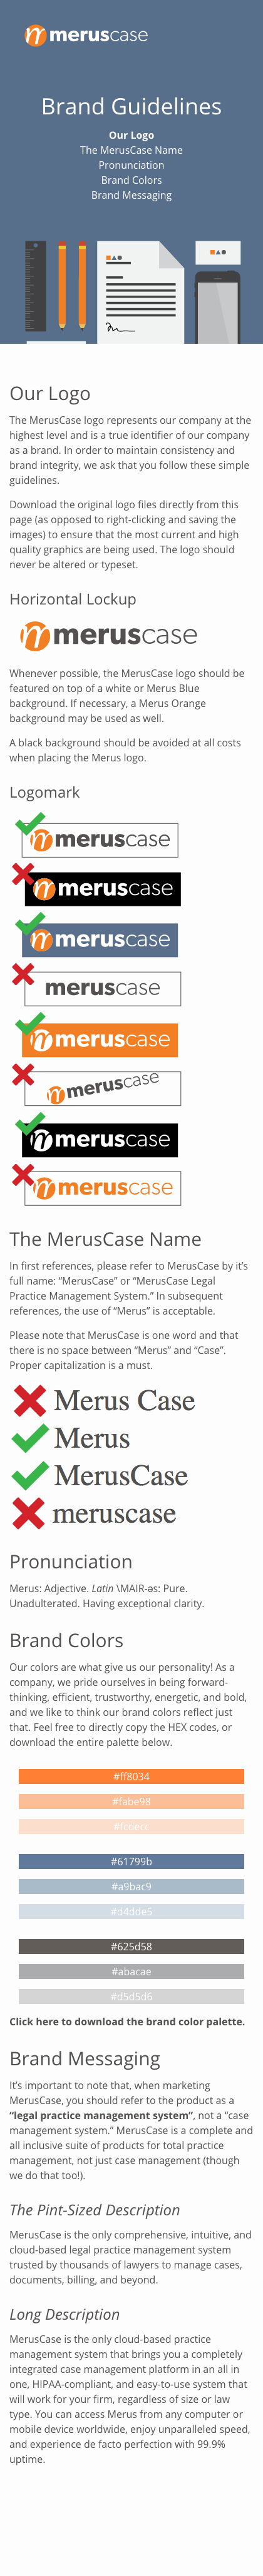 meruscase
Brand Guidelines
Our Logo
The MerusCase Name
Pronunciation
Brand Colors
Brand Messaging
Our Logo
The MerusCase logo represents our company at the
highest level and is a true identifier of our company
as a brand. In order to maintain consistency and
brand integrity, we ask that you follow these simple
guidelines.
Download the original logo files directly from this
page (as opposed to right-clicking and saving the
images) to ensure that the most current and high
quality graphics are being used. The logo should
never be altered or typeset.
Horizontal Lockup
meruscase
Whenever possible, the MerusCase logo should be
featured on top of a white or Merus Blue
background. If necessary, a Merus Orange
background may be used as well.
A black background should be avoided at all costs
when placing the Merus logo.
Logomark
meruscase
meruscase
meruscase
meruscase
meruscase
meruscase
meruscase
meruscase
The MerusCase Name
In first references, please refer to MerusCase by it's
full name: “MerusCase” or “MerusCase Legal
Practice Management System.” In subsequent
references, the use of “Merus” is acceptable.
Please note that MerusCase is one word and that
there is no space between “Merus” and “Case”.
Proper capitalization is a must.
Merus Case
Merus
MerusCase
meruscase
Pronunciation
Merus: Adjective. Latin \MAIR-əs: Pure.
Unadulterated. Having exceptional clarity.
Brand Colors
Our colors are what give us our personality! As a
company, we pride ourselves in being forward-
thinking, efficient, trustworthy, energetic, and bold,
and we like to think our brand colors reflect just
that. Feel free to directly copy the HEX codes, or
download the entire palette below.
#ff8034
#fabe98
#fcdecc
#61799b
#a9bac9
#d4dde5
#625d58
#abacae
#d5d5d6
Click here to download the brand color palette.
Brand Messaging
It's important to note that, when marketing
MerusCase, you should refer to the product as a
“legal practice management system”, not a “case
management system.” MerusCase is a complete and
all inclusive suite of products for total practice
management, not just case management (though
we do that too!).
The Pint-Sized Description
MerusCase is the only comprehensive, intuitive, and
cloud-based legal practice management system
trusted by thousands of lawyers to manage cases,
documents, billing, and beyond.
Long Description
MerusCase is the only cloud-based practice
management system that brings you a completely
integrated case management platform in an all in
one, HIPAA-compliant, and easy-to-use system that
will work for your firm, regardless of size or law
type. You can access Merus from any computer or
mobile device worldwide, enjoy unparalleled speed,
and experience de facto perfection with 99.9%
uptime.